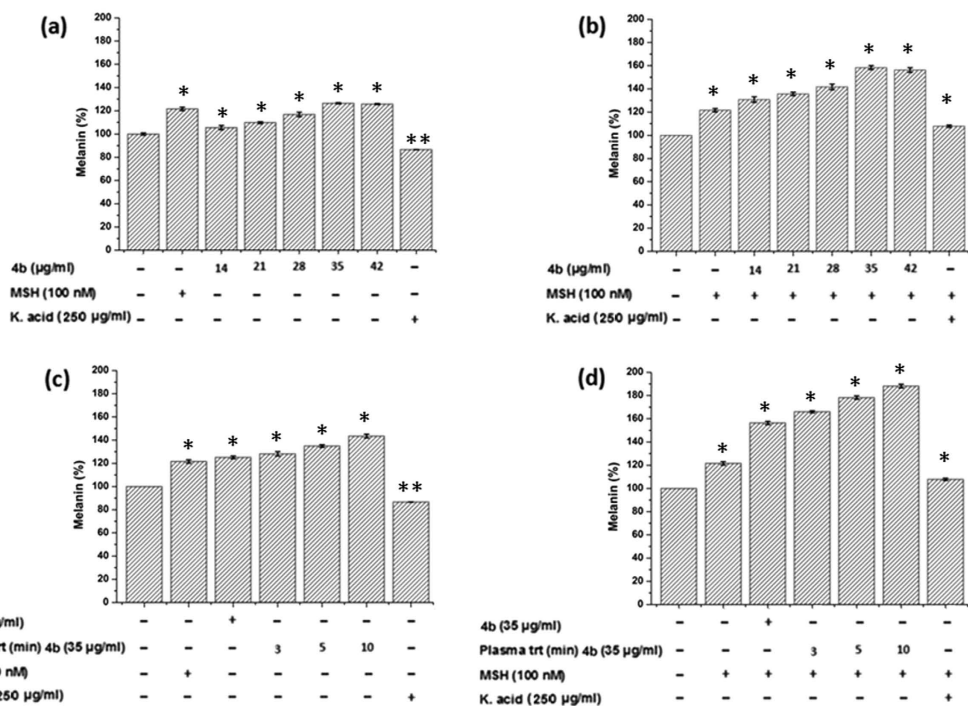 (a)
200
180
160
140
120
100
80
60
40
20
0
Melanin (%)
* * * * * * **
4b (µg/ml) – – 14 21 28 35 42 –
MSH (100 nM) – + – – – – – –
K. acid (250 µg/ml) – – – – – – – +
(b)
200
180
160
140
120
100
80
60
40
20
0
Melanin (%)
* * * * * * *
4b (µg/ml) – – 14 21 28 35 42 –
MSH (100 nM) – + + + + + + +
K. acid (250 µg/ml) – – – – – – – +
(c)
200
180
160
140
120
100
80
60
40
20
0
Melanin (%)
* * * * * **
g/ml) – – + – – – –
rt (min) 4b (35 µg/ml) – – – 3 5 10 –
nM) – + – – – – –
250 µg/ml) – – – – – – +
(d)
200
180
160
140
120
100
80
60
40
20
0
Melanin (%)
* * * * * *
4b (35 µg/ml) – – + – – – –
Plasma trt (min) 4b (35 µg/ml) – – – 3 5 10 –
MSH (100 nM) – + + + + + +
K. acid (250 µg/ml) – – – – – – +